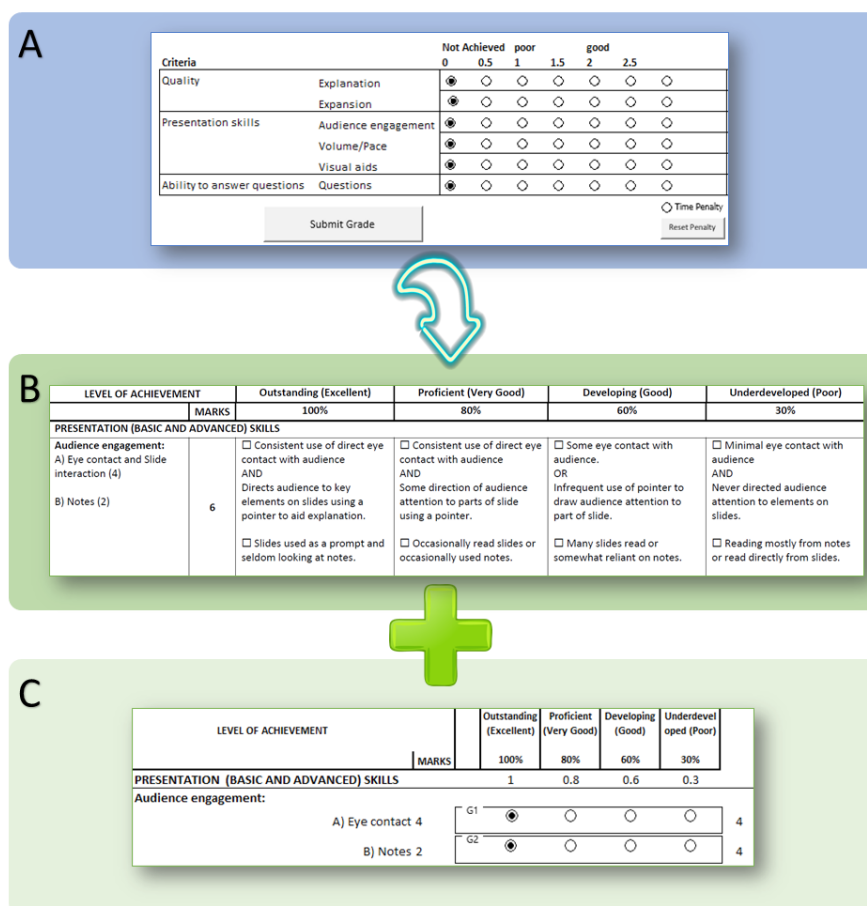 A
Not Achieved poor good
Criteria 0 0.5 1 1.5 2 2.5
Quality Explanation
Expansion
Presentation skills Audience engagement
Volume/Pace
Visual aids
Ability to answer questions Questions
Time Penalty
Submit Grade Reset Penalty
B
LEVEL OF ACHIEVEMENT Outstanding (Excellent) Proficient (Very Good) Developing (Good) Underdeveloped (Poor)
MARKS 100% 80% 60% 30%
PRESENTATION (BASIC AND ADVANCED) SKILLS
Audience engagement:
A) Eye contact and Slide
interaction (4)
B) Notes (2)
6
☐ Consistent use of direct eye
contact with audience
AND
Directs audience to key
elements on slides using a
pointer to aid explanation.
☐ Slides used as a prompt and
seldom looking at notes.
☐ Consistent use of direct eye
contact with audience
AND
Some direction of audience
attention to parts of slide
using a pointer.
☐ Occasionally read slides or
occasionally used notes.
☐ Some eye contact with
audience.
OR
Infrequent use of pointer to
draw audience attention to
part of slide.
☐ Many slides read or
somewhat reliant on notes.
☐ Minimal eye contact with
audience
AND
Never directed audience
attention to elements on
slides.
☐ Reading mostly from notes
or read directly from slides.
C
LEVEL OF ACHIEVEMENT
MARKS
Outstanding
(Excellent)
100%
Proficient
(Very Good)
80%
Developing
(Good)
60%
Underdevel
oped (Poor)
30%
PRESENTATION (BASIC AND ADVANCED) SKILLS 1 0.8 0.6 0.3
Audience engagement:
A) Eye contact 4 G1 4
B) Notes 2 G2 4